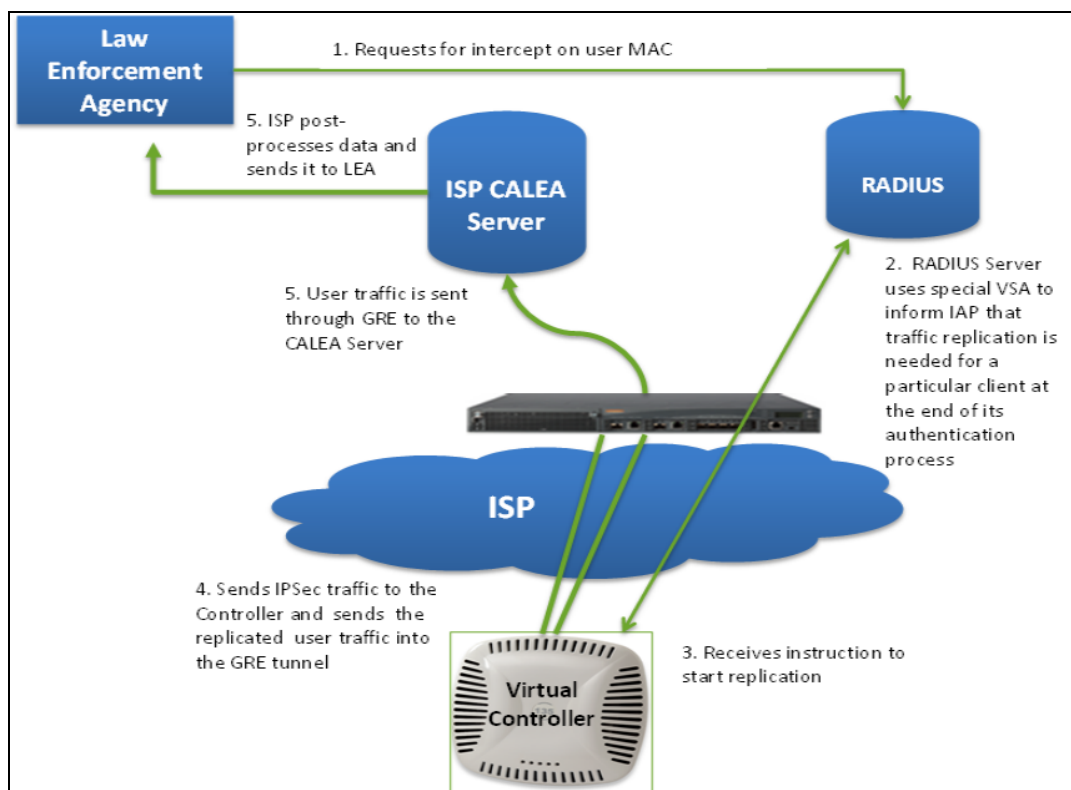 Law
Enforcement
Agency
1. Requests for intercept on user MAC
5. ISP post-
processes data and
sends it to LEA
ISP CALEA
Server
RADIUS
2. RADIUS Server
uses special VSA to
inform IAP that
traffic replication is
needed for a
particular client at
the end of its
authentication
process
5. User traffic is sent
through GRE to the
CALEA Server
ISP
4. Sends IPSec traffic to the
Controller and sends the
replicated user traffic into
the GRE tunnel
3. Receives instruction to
start replication
Virtual
Controller